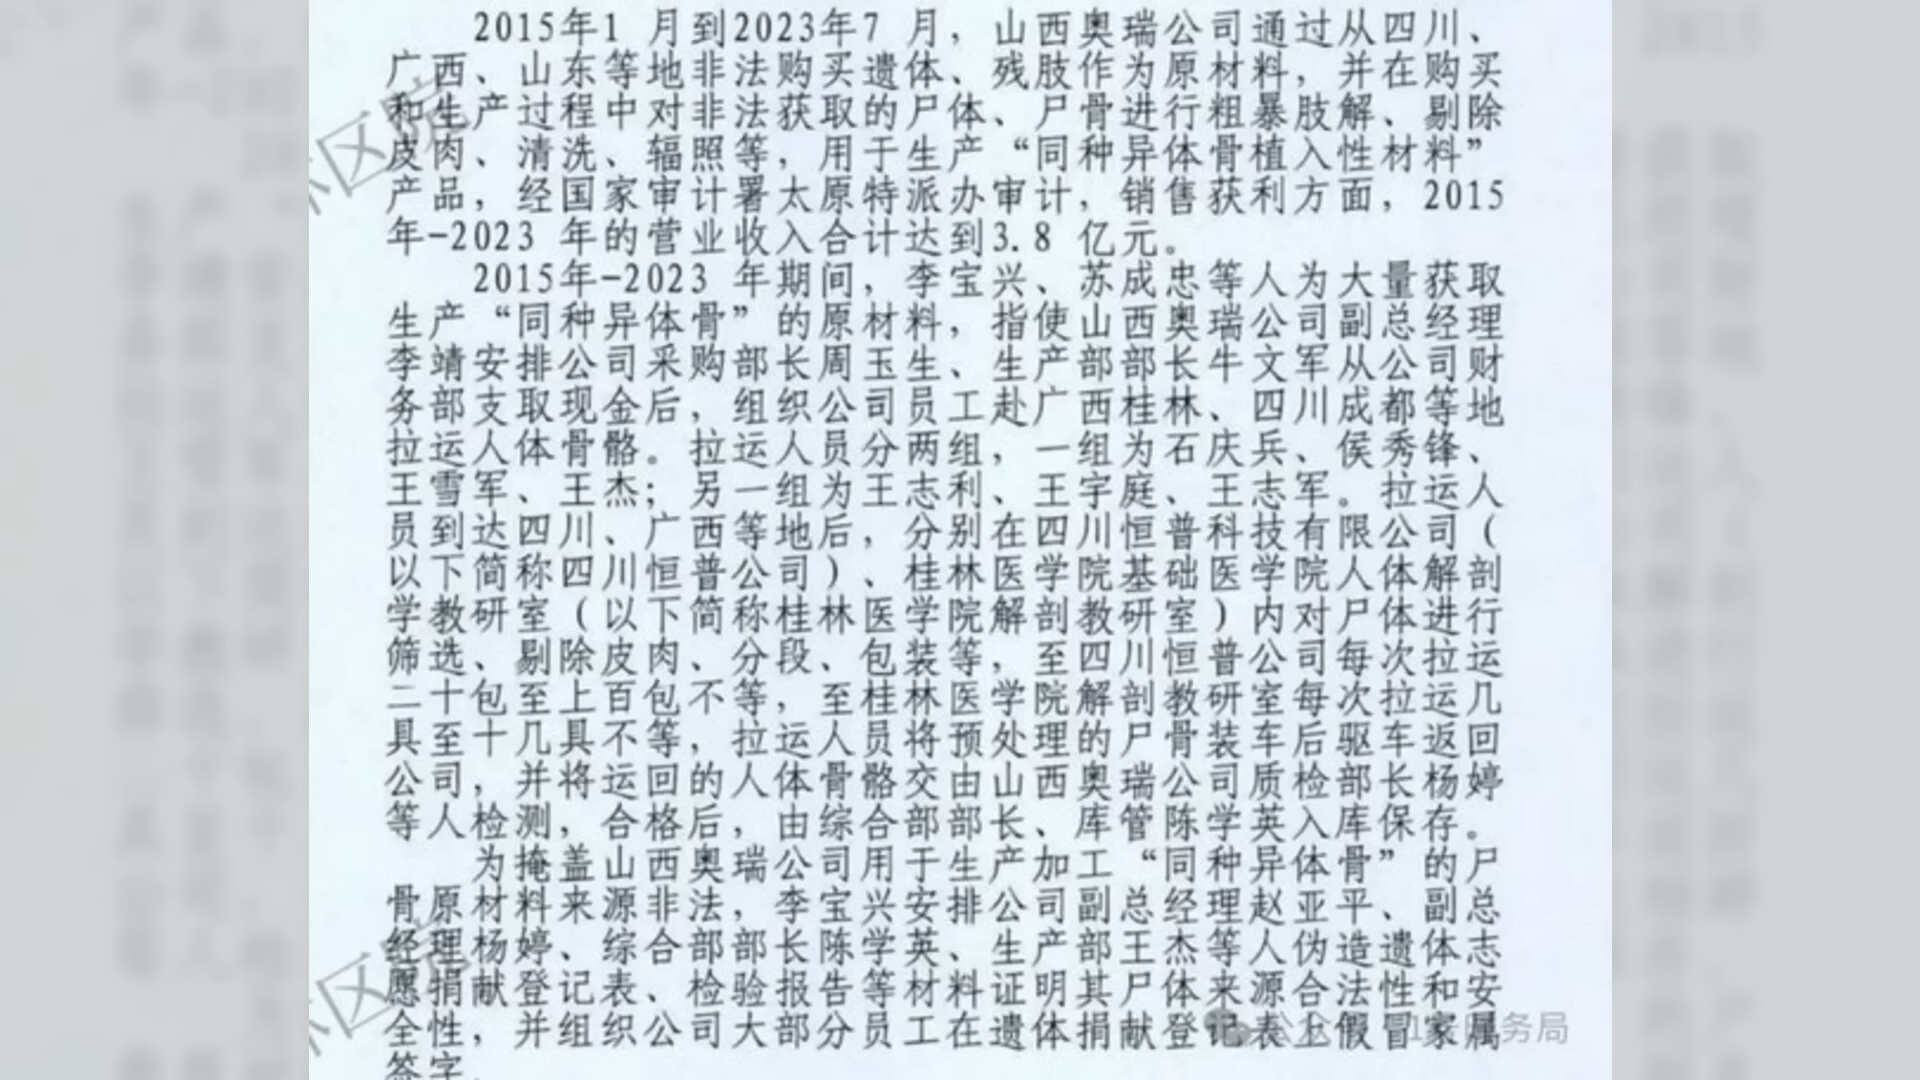 2015年1 月到2023年7 月，山西奥瑞公司通过从四川、
广西、山东等地非法购买遗体、残肢作为原材料，并在购买
和生产过程中对非法获取的尸体、尸骨进行粗暴肢解、剔除
皮肉、清洗、辐照等，用于生产“同种异体骨植入性材料”
产品，经国家审计署太原特派办审计，销售获利方面，2015
年-2023 年的营业收入合计达到3.8 亿元。
2015年-2023 年期间，李宝兴、苏成忠等人为大量获取
生产“同种异体骨”的原材料，指使山西奥瑞公司副总经理
李靖安排公司采购部长周玉生、生产部部长牛文军从公司财
务部支取现金后，组织公司员工赴广西桂林、四川成都等地
拉运人体骨骼。拉运人员分两组，一组为石庆兵、侯秀锋、
王雪军、王杰；另一组为王志利、王宇庭、王志军。拉运人
员到达四川、广西等地后，分别在四川恒普科技有限公司（
以下简称四川恒普公司）、桂林医学院基础医学院人体解剖
学教研室（以下简称桂林医学院解剖教研室）内对尸体进行
筛选、剔除皮肉、分段、包装等，至四川恒普公司每次拉运
二十包至上百包不等，至桂林医学院解剖教研室每次拉运几
具至十几具不等，拉运人员将预处理的尸骨装车后驱车返回
公司，并将运回的人体骨骼交由山西奥瑞公司质检部长杨婷
等人检测，合格后，由综合部部长、库管陈学英入库保存。
为掩盖山西奥瑞公司用于生产加工“同种异体骨”的尸
骨原材料来源非法，李宝兴安排公司副总经理赵亚平、副总
经理杨婷、综合部部长陈学英、生产部王杰等人伪造遗体志
愿捐献登记表、检验报告等材料证明其尸体来源合法性和安
全性，并组织公司大部分员工在遗体捐献登记表上假冒家属
签字，
区院
区
务局